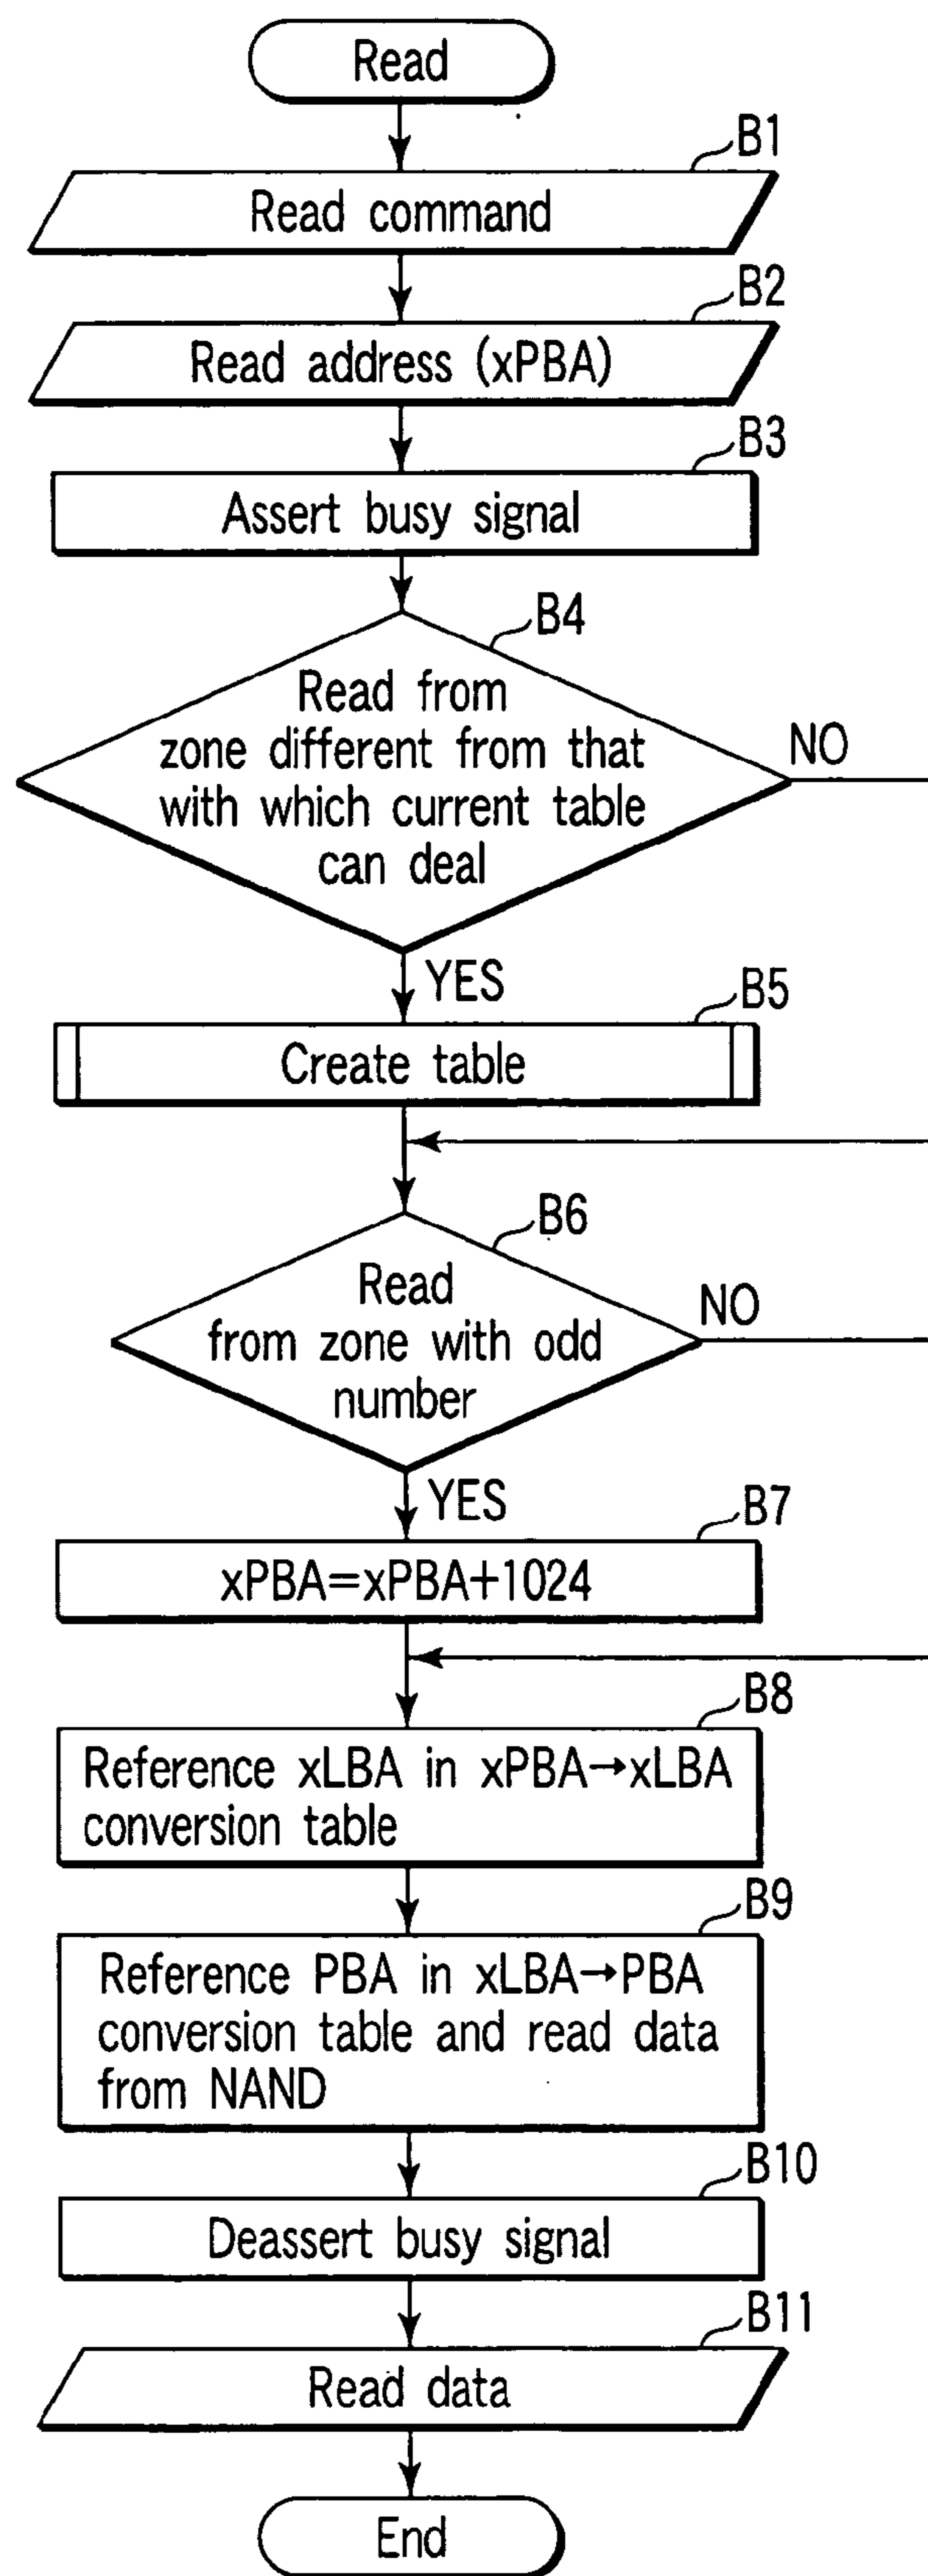 Read
B1
Read command
B2
Read address (xPBA)
B3
Assert busy signal
B4
Read from
zone different from that
with which current table
can deal
NO
YES
B5
Create table
B6
Read
from zone with odd
number
NO
YES
B7
xPBA=xPBA+1024
B8
Reference xLBA in xPBA→xLBA
conversion table
B9
Reference PBA in xLBA→PBA
conversion table and read data
from NAND
B10
Deassert busy signal
B11
Read data
End